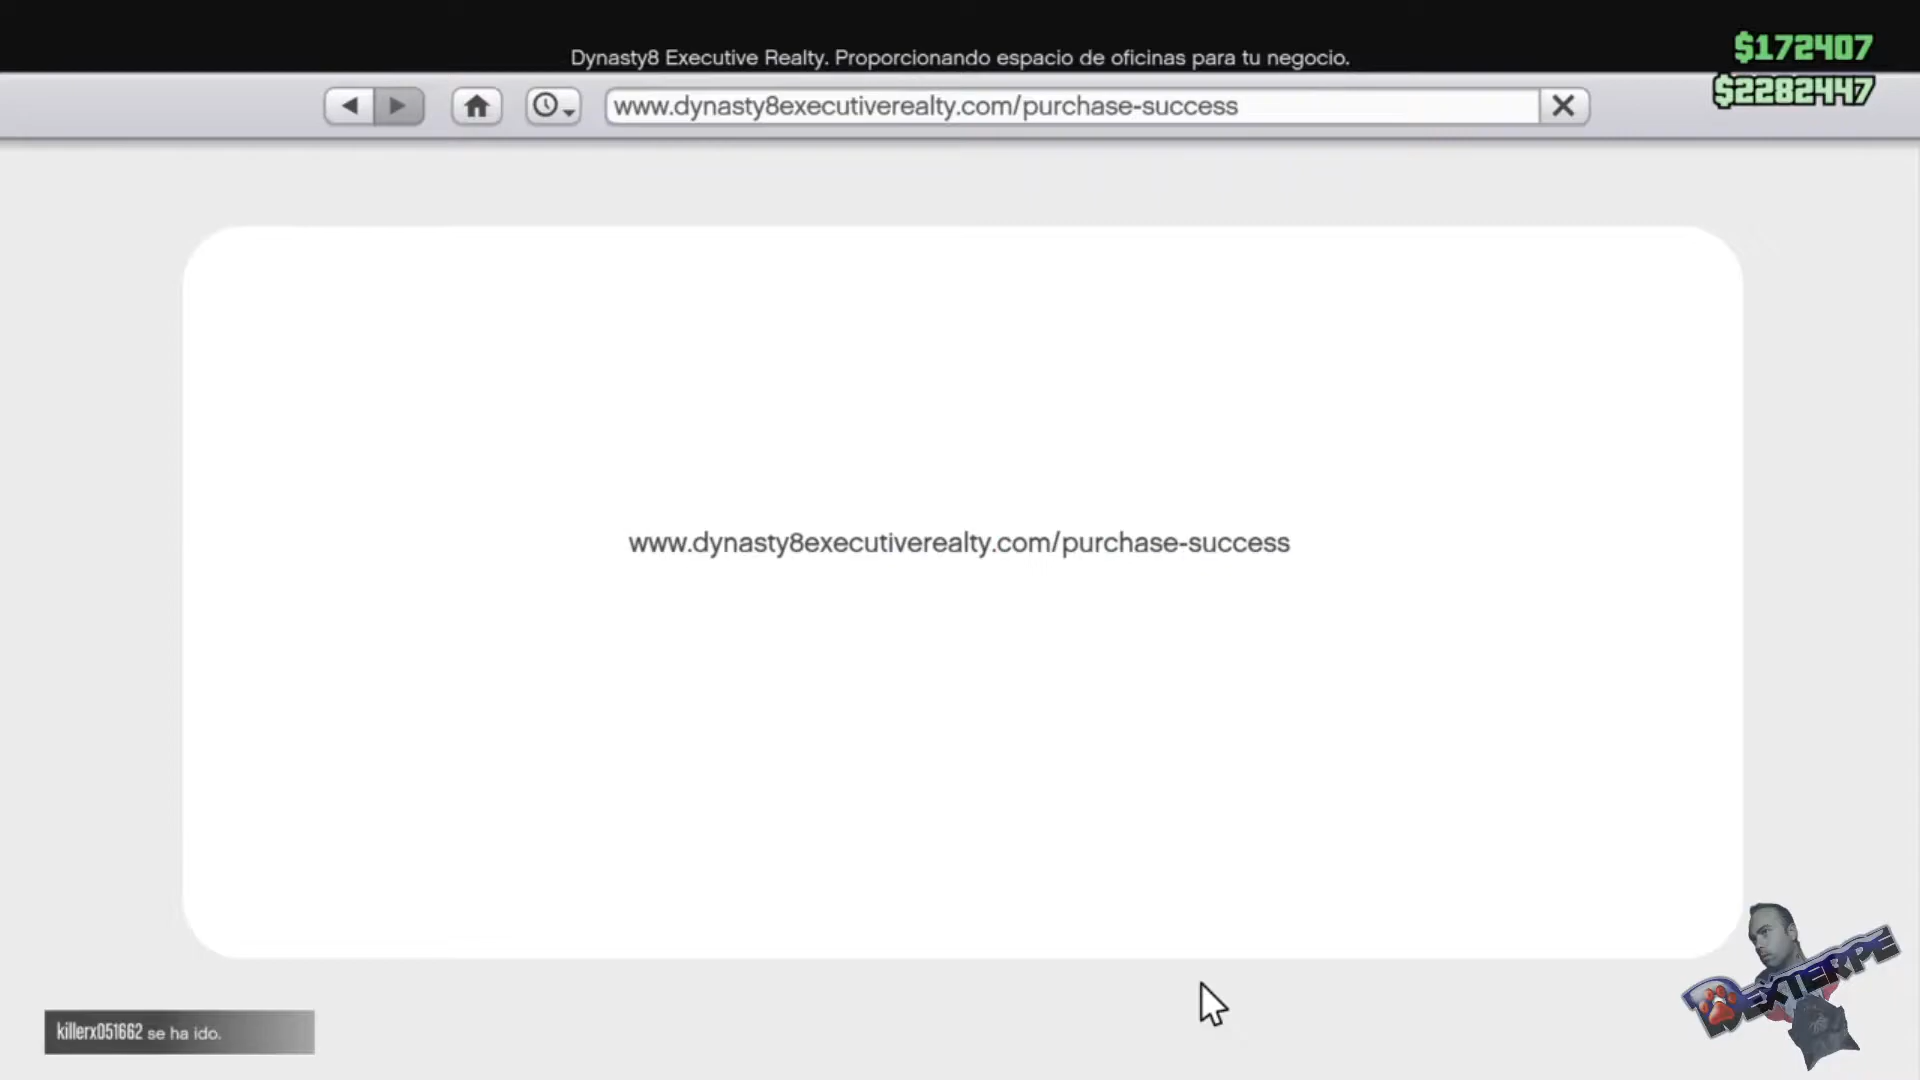 Dynasty8 Executive Realty. Proporcionando espacio de oficinas para tu negocio.
$172407
$2282447
www.dynasty8executiverealty.com/purchase-success
www.dynasty8executiverealty.com/purchase-success
DEXTERPE
killerx051662 se ha ido.